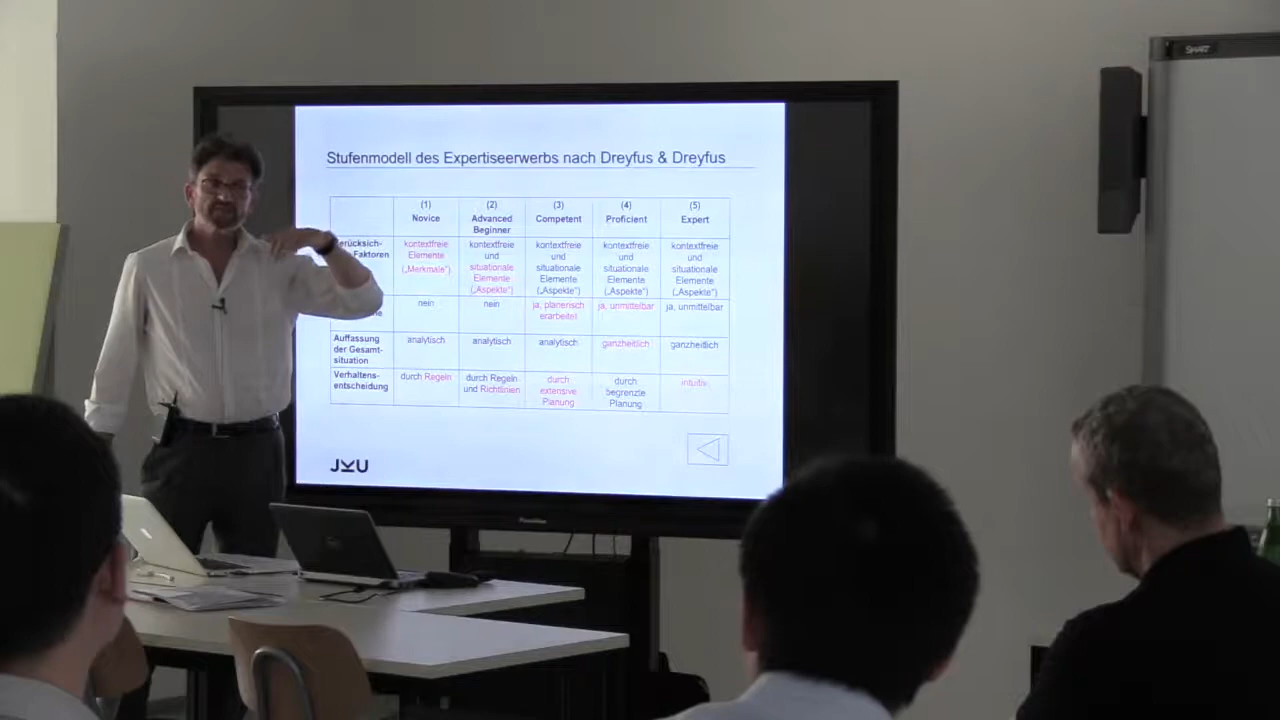 SMART
Stufenmodell des Expertiseerwerbs nach Dreyfus & Dreyfus
(1)
Novice
(2)
Advanced
Beginner
(3)
Competent
(4)
Proficient
(5)
Expert
Faktoren
kontextfreie
Elemente
(„Merkmale“)
kontextfreie
und
situationale
Elemente
(„Aspekte“)
kontextfreie
und
situationale
Elemente
(„Aspekte“)
kontextfreie
und
situationale
Elemente
(„Aspekte“)
kontextfreie
und
situationale
Elemente
(„Aspekte“)
nein
nein
ja, planerisch
erarbeitet
ja, unmittelbar
ja, unmittelbar
Auffassung
der Gesamt-
situation
analytisch
analytisch
analytisch
ganzheitlich
ganzheitlich
Verhaltens-
entscheidung
durch Regeln
durch Regeln
und Richtlinien
durch
extensive
Planung
durch
begrenzte
Planung
intuitiv
JKU